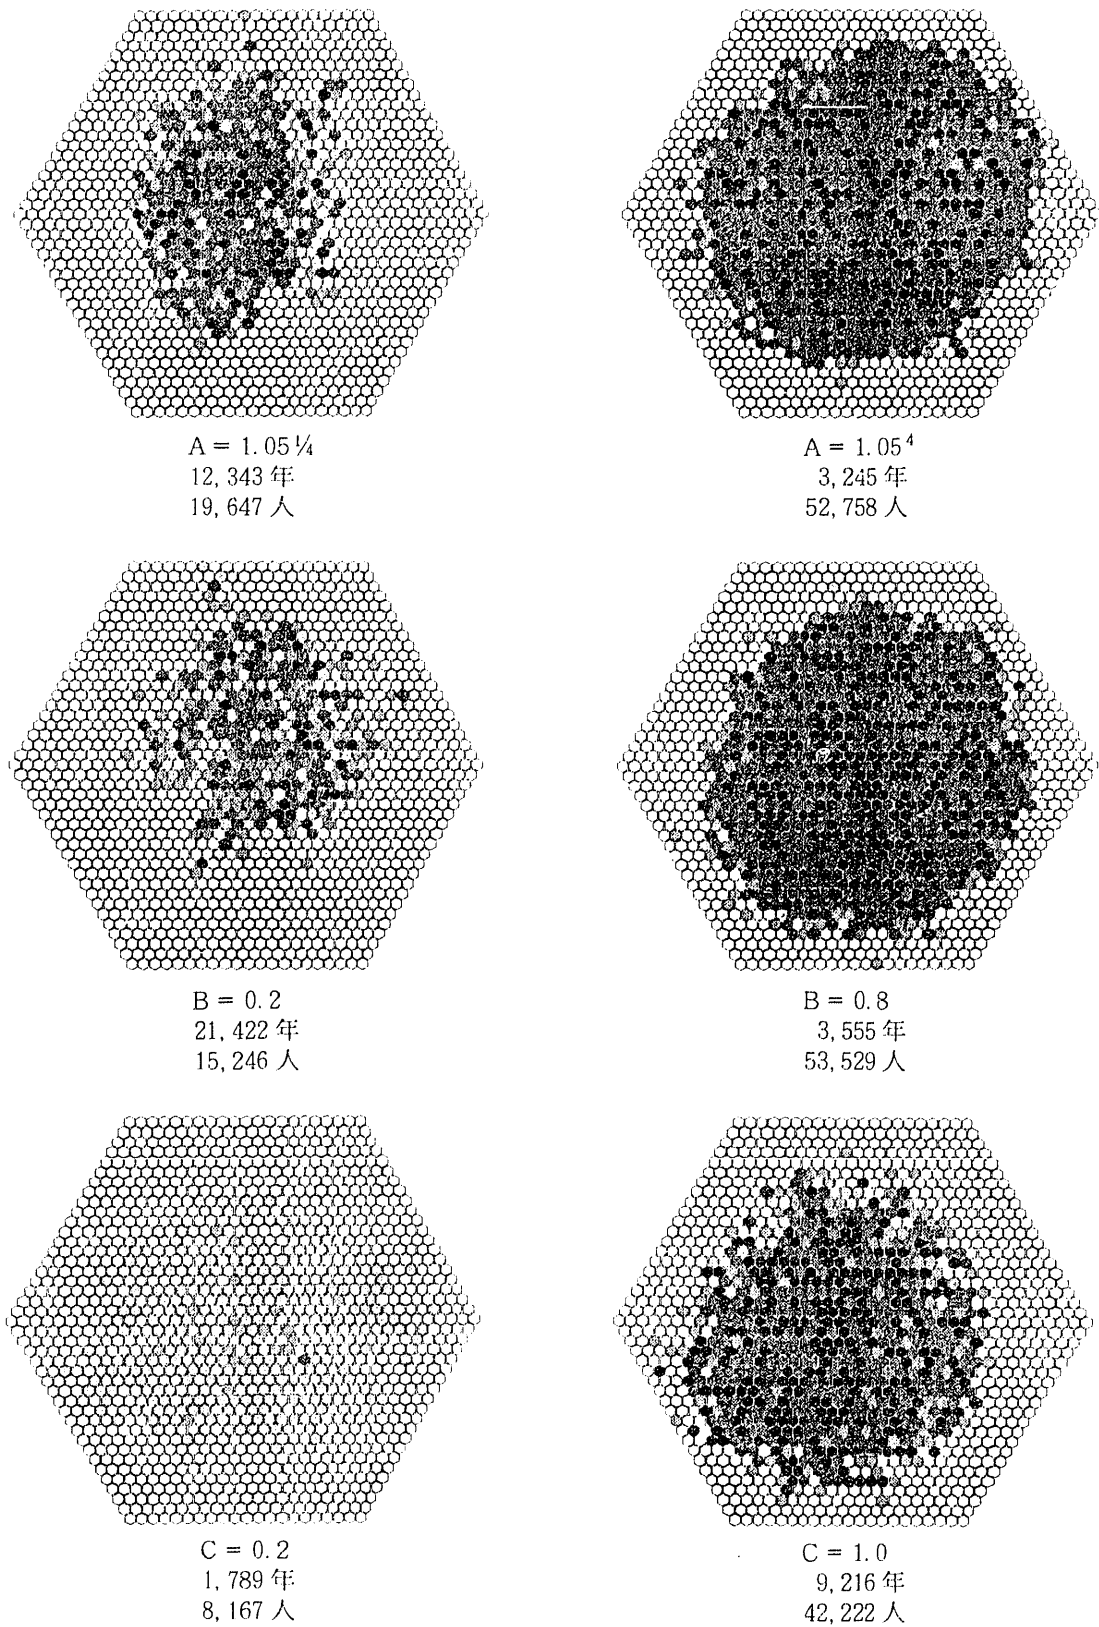 A = 1.05¼
12,343 年
19,647 人
A = 1.05⁴
3,245 年
52,758 人
B = 0.2
21,422 年
15,246 人
B = 0.8
3,555 年
53,529 人
C = 0.2
1,789 年
8,167 人
C = 1.0
9,216 年
42,222 人